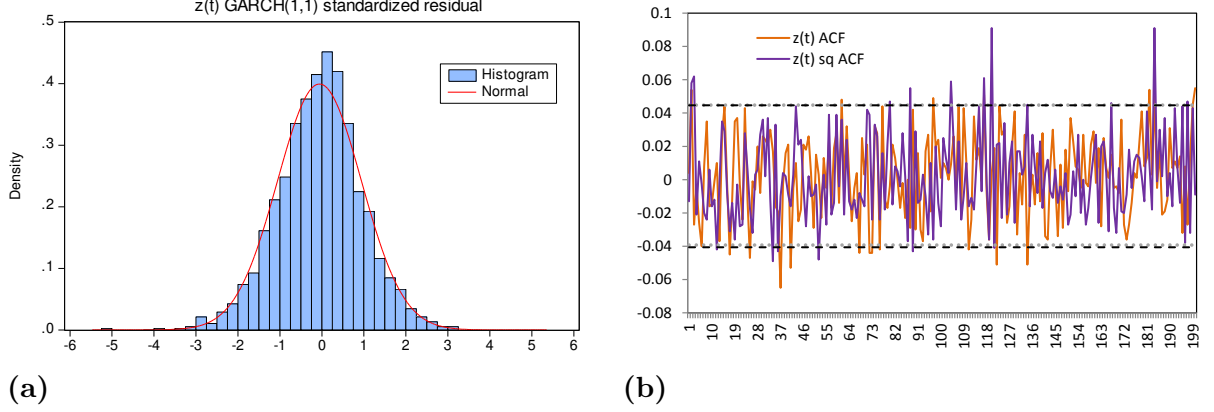 z(t) GARCH(1,1) standardized residual
.5
.4
.3
.2
.1
.0
Density
Histogram
Normal
-6 -5 -4 -3 -2 -1 0 1 2 3 4 5 6
(a)
0.1
0.08
0.06
0.04
0.02
0
-0.02
-0.04
-0.06
-0.08
z(t) ACF
z(t) sq ACF
1 10 19 28 37 46 55 64 73 82 91 100 109 118 127 136 145 154 163 172 181 190 199
(b)